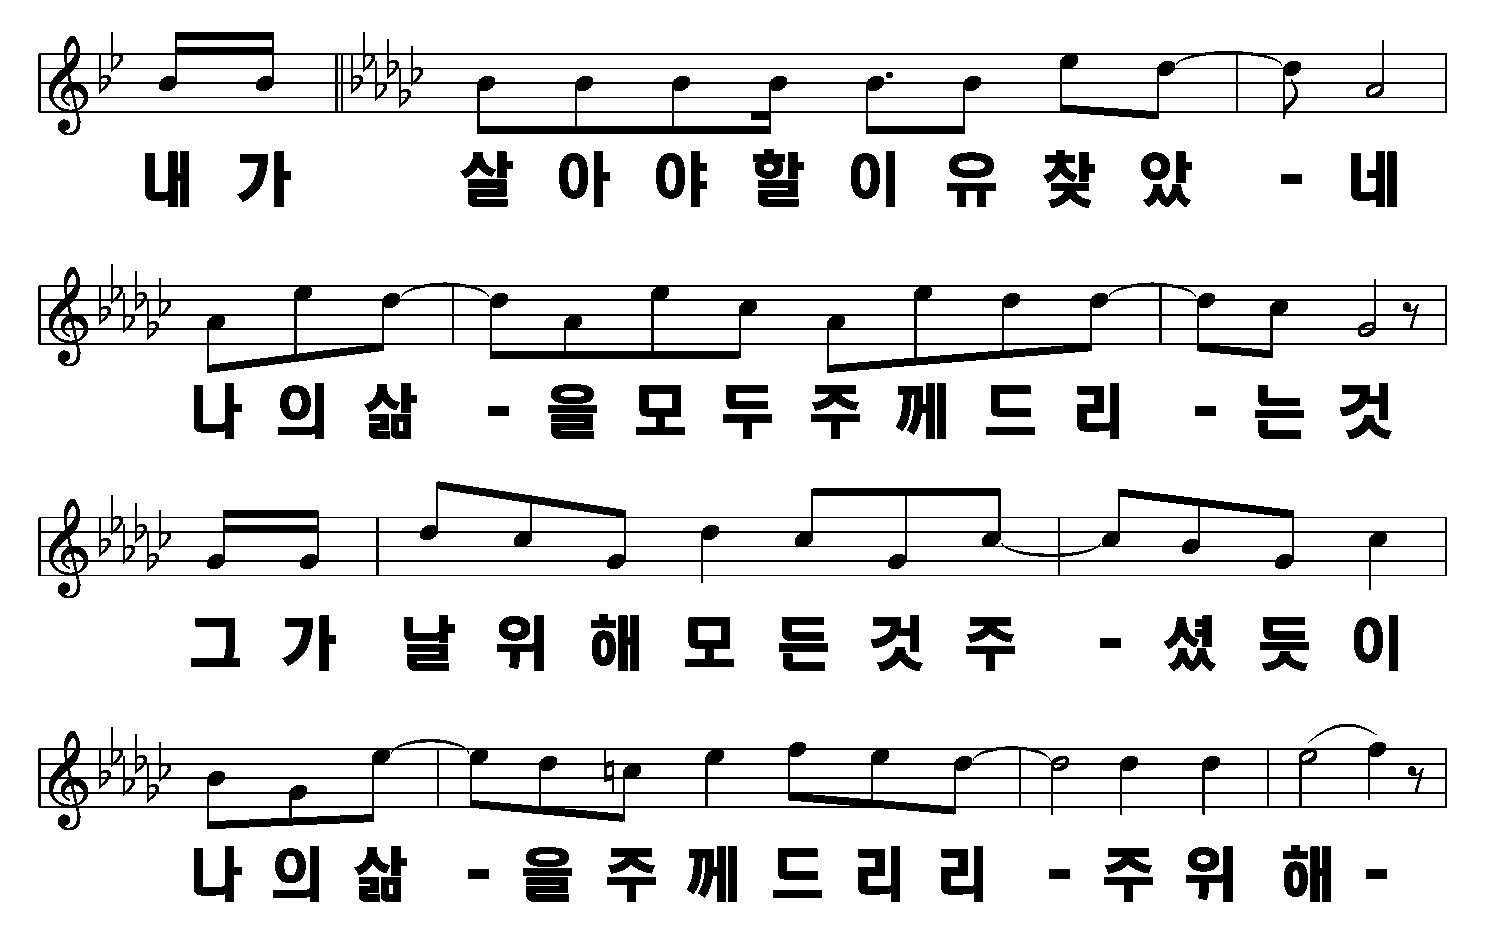 내 가 살 아 야 할 이 유 찾 았 - 네
나 의 삶 - 을 모 두 주 께 드 리 - 는 것
그 가 날 위 해 모 든 것 주 - 셨 듯 이
나 의 삶 - 을 주 께 드 리 리 - 주 위 해 -